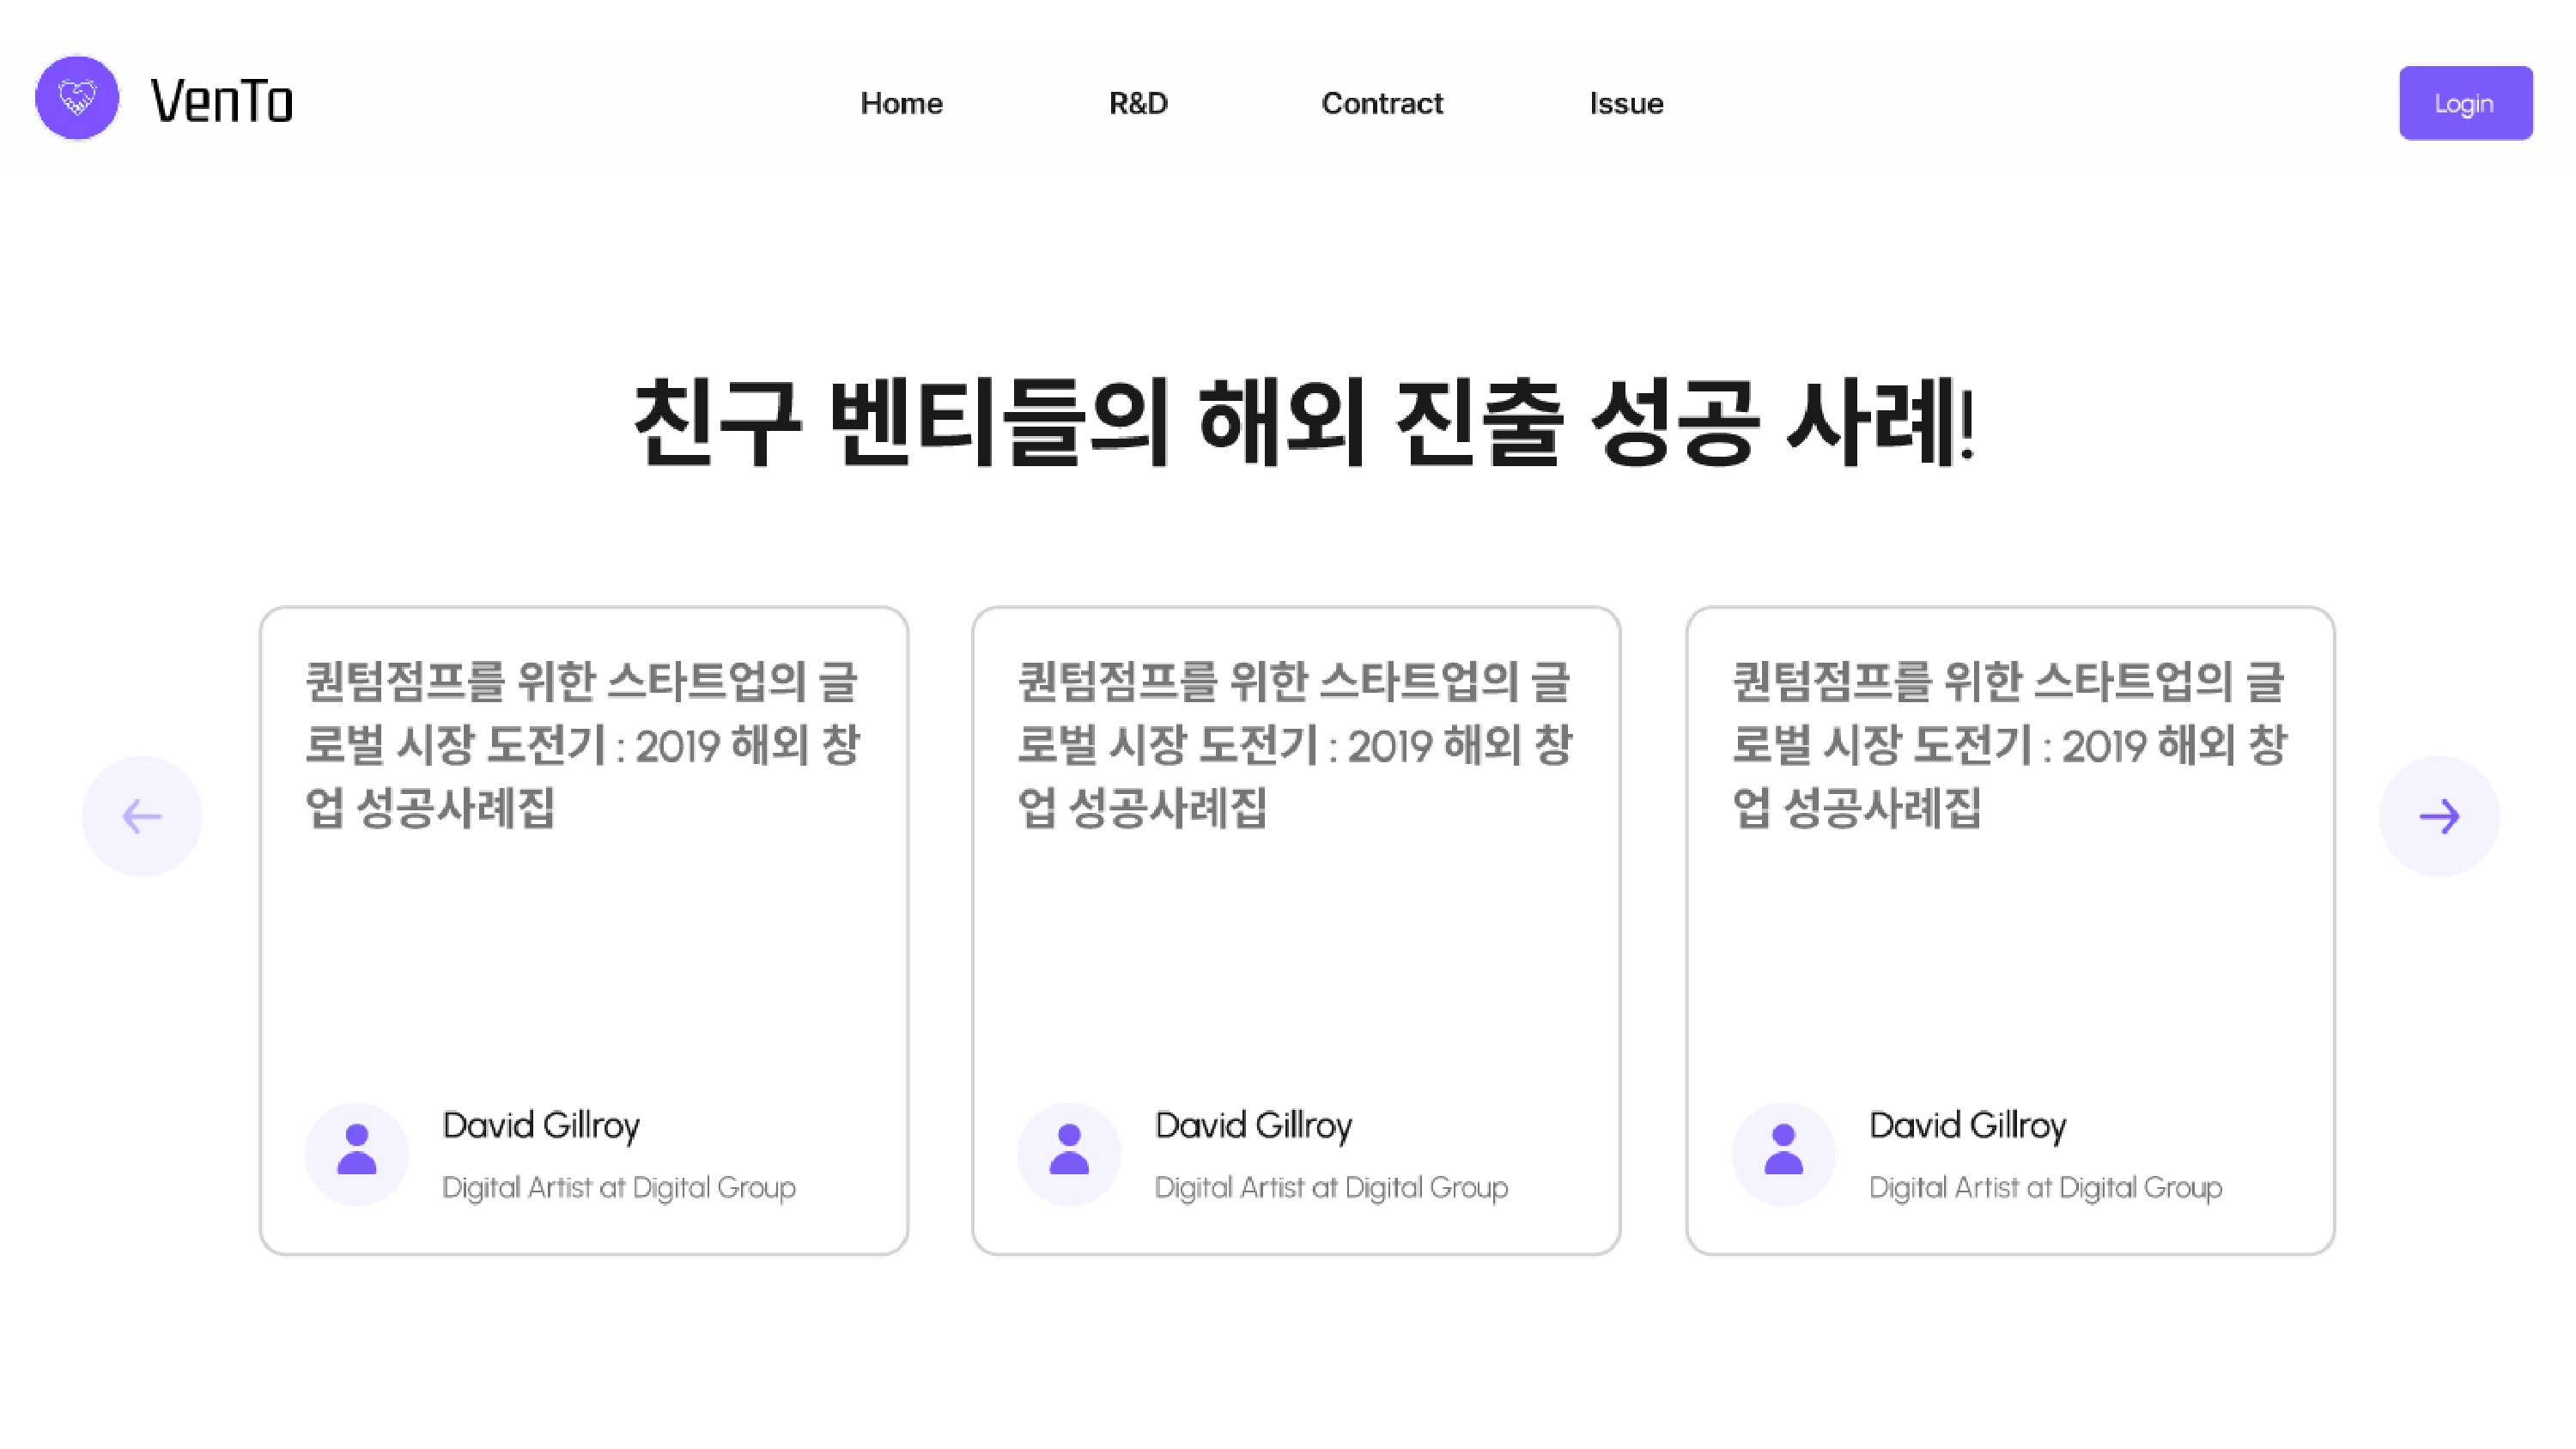 VenTo
Home
R&D
Contract
Issue
Login
친구 벤티들의 해외 진출 성공 사례!
퀀텀점프를 위한 스타트업의 글
로벌 시장 도전기 : 2019 해외 창
업 성공사례집
David Gillroy
Digital Artist at Digital Group
퀀텀점프를 위한 스타트업의 글
로벌 시장 도전기 : 2019 해외 창
업 성공사례집
David Gillroy
Digital Artist at Digital Group
퀀텀점프를 위한 스타트업의 글
로벌 시장 도전기 : 2019 해외 창
업 성공사례집
David Gillroy
Digital Artist at Digital Group